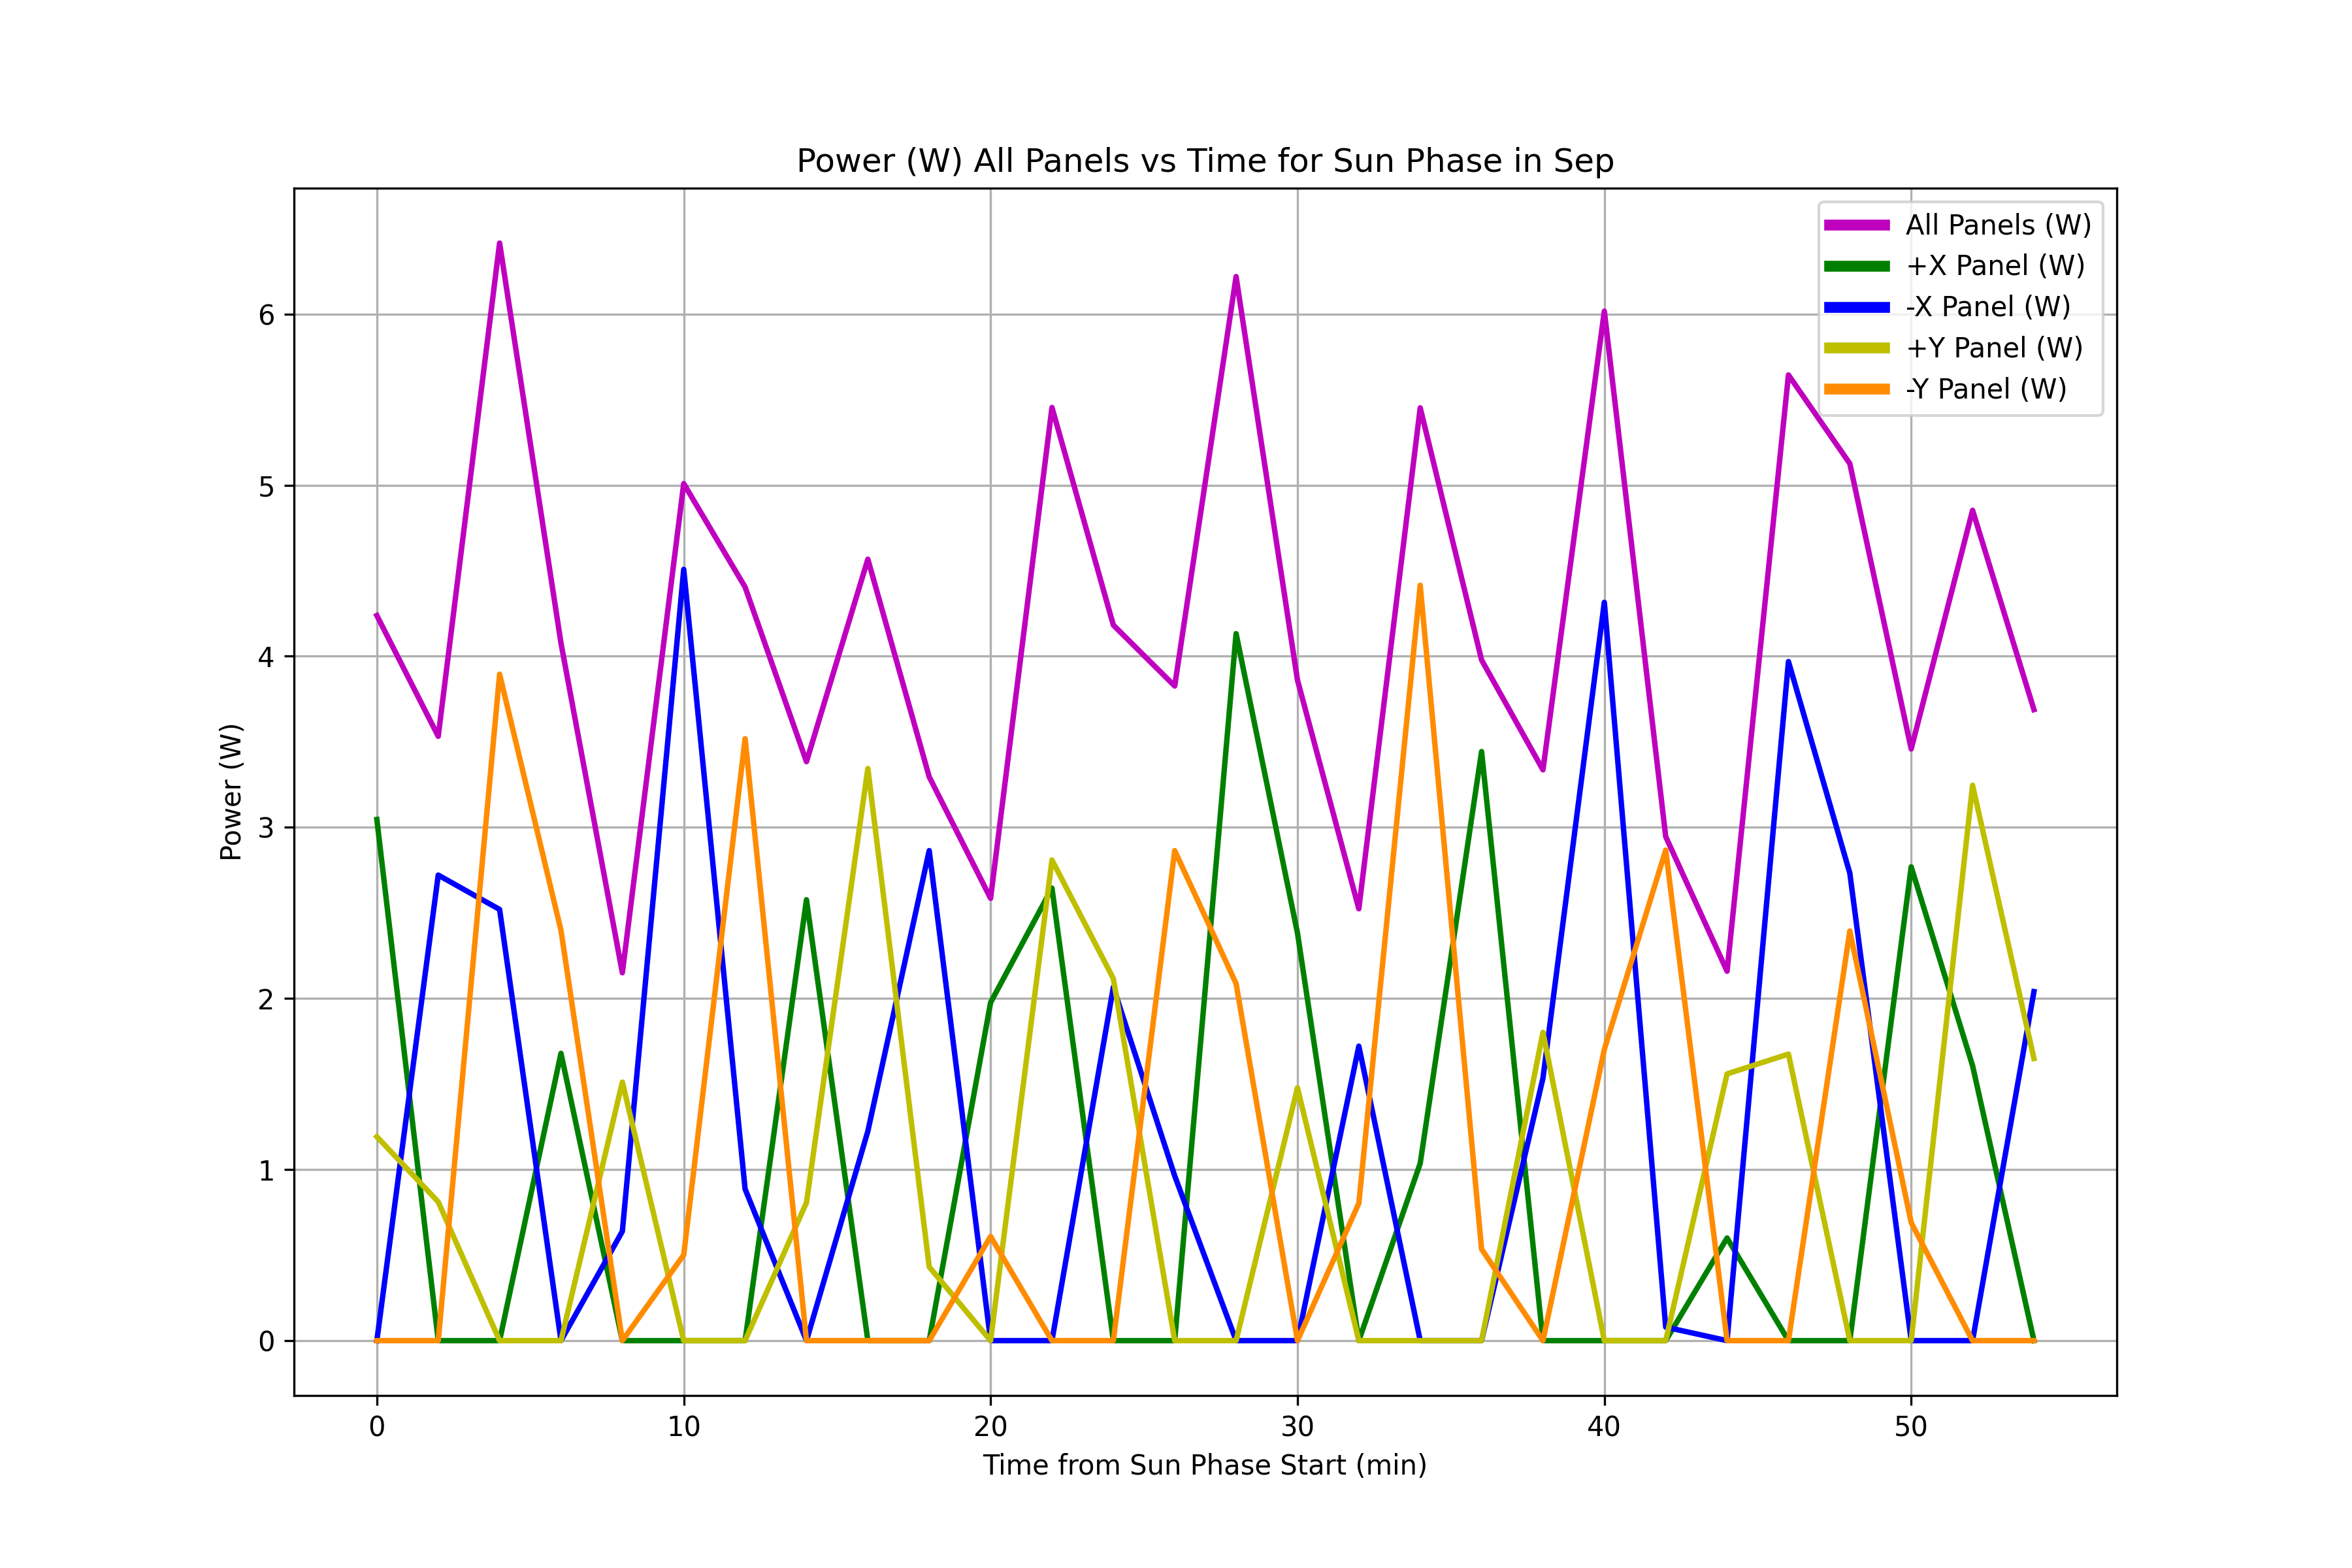 Power (W) All Panels vs Time for Sun Phase in Sep
All Panels (W)
+X Panel (W)
-X Panel (W)
+Y Panel (W)
-Y Panel (W)
6
5
4
3
2
1
0
Power (W)
0 10 20 30 40 50
Time from Sun Phase Start (min)